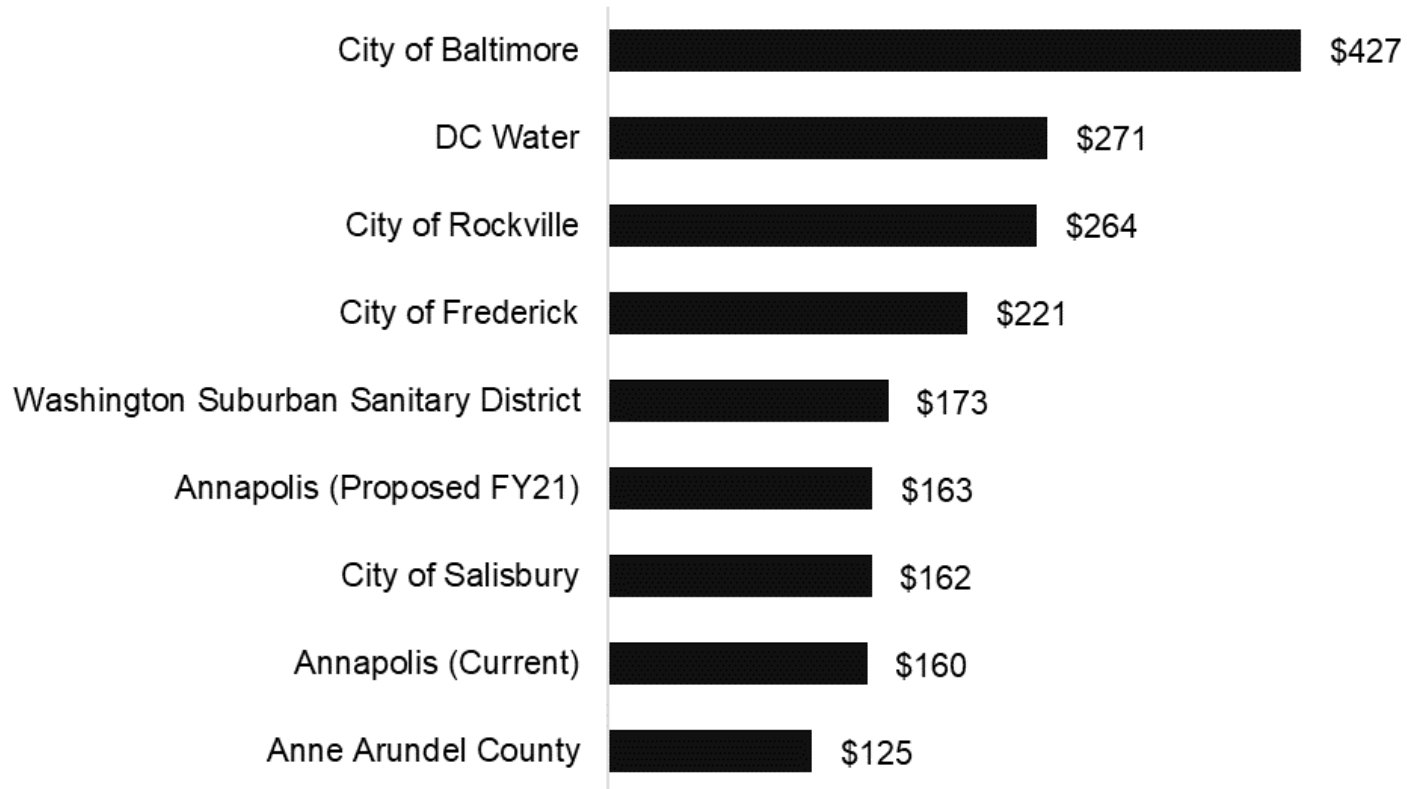 City of Baltimore $427
DC Water $271
City of Rockville $264
City of Frederick $221
Washington Suburban Sanitary District $173
Annapolis (Proposed FY21) $163
City of Salisbury $162
Annapolis (Current) $160
Anne Arundel County $125